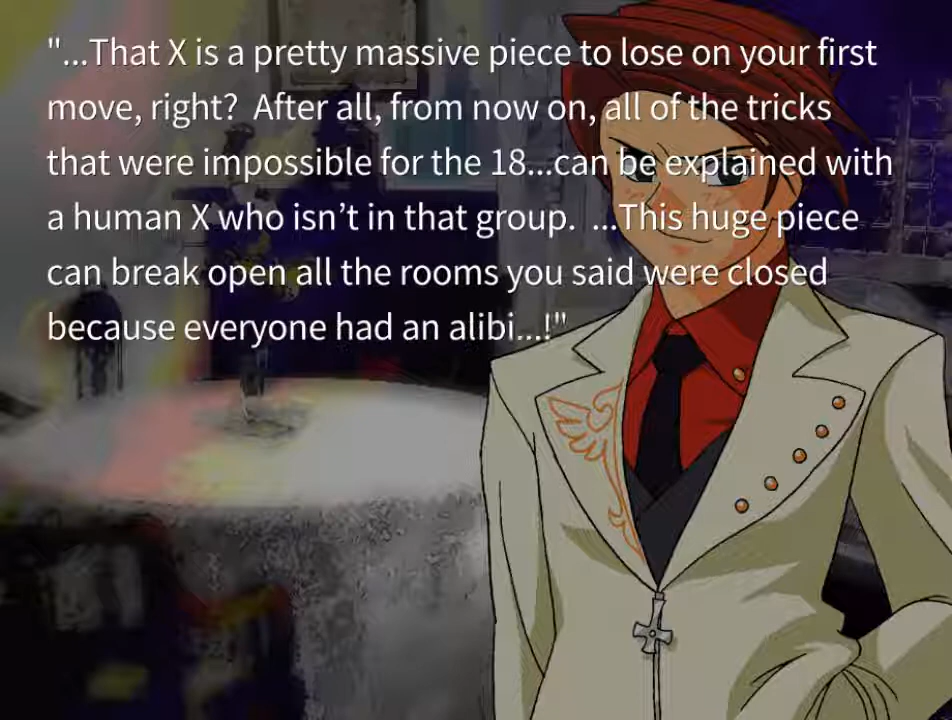 "...That X is a pretty massive piece to lose on your first
move, right?  After all, from now on, all of the tricks
that were impossible for the 18...can be explained with
a human X who isn’t in that group.  ...This huge piece
can break open all the rooms you said were closed
because everyone had an alibi...!"